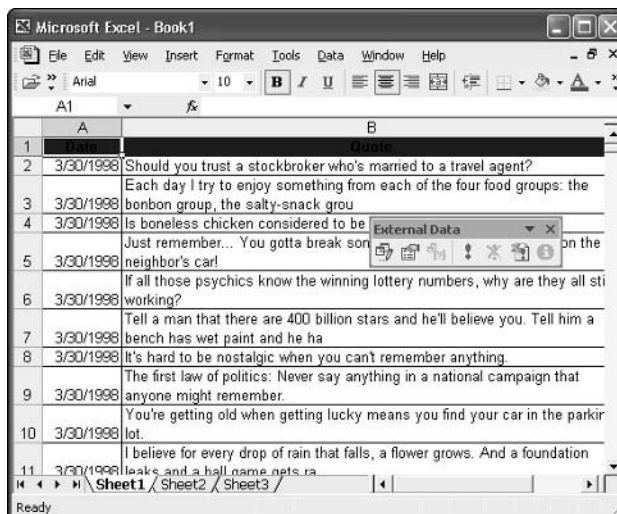 Microsoft Excel - Book1
File Edit View Insert Format Tools Data Window Help
Arial 10 B I U A
A1 fx
A B
1 Date Quote
2 3/30/1998 Should you trust a stockbroker who's married to a travel agent?
Each day I try to enjoy something from each of the four food groups: the
3 3/30/1998 bonbon group, the salty-snack grou
4 3/30/1998 Is boneless chicken considered to be
External Data
Just remember... You gotta break son on the
5 3/30/1998 neighbor's car!
If all those psychics know the winning lottery numbers, why are they all sti
6 3/30/1998 working?
Tell a man that there are 400 billion stars and he'll believe you. Tell him a
7 3/30/1998 bench has wet paint and he ha
8 3/30/1998 It's hard to be nostalgic when you can't remember anything.
The first law of politics: Never say anything in a national campaign that
9 3/30/1998 anyone might remember.
You're getting old when getting lucky means you find your car in the parkin
10 3/30/1998 lot.
I believe for every drop of rain that falls, a flower grows. And a foundation
11 3/30/1998 leaks and a ball game gets ra
Sheet1 Sheet2 Sheet3
Ready